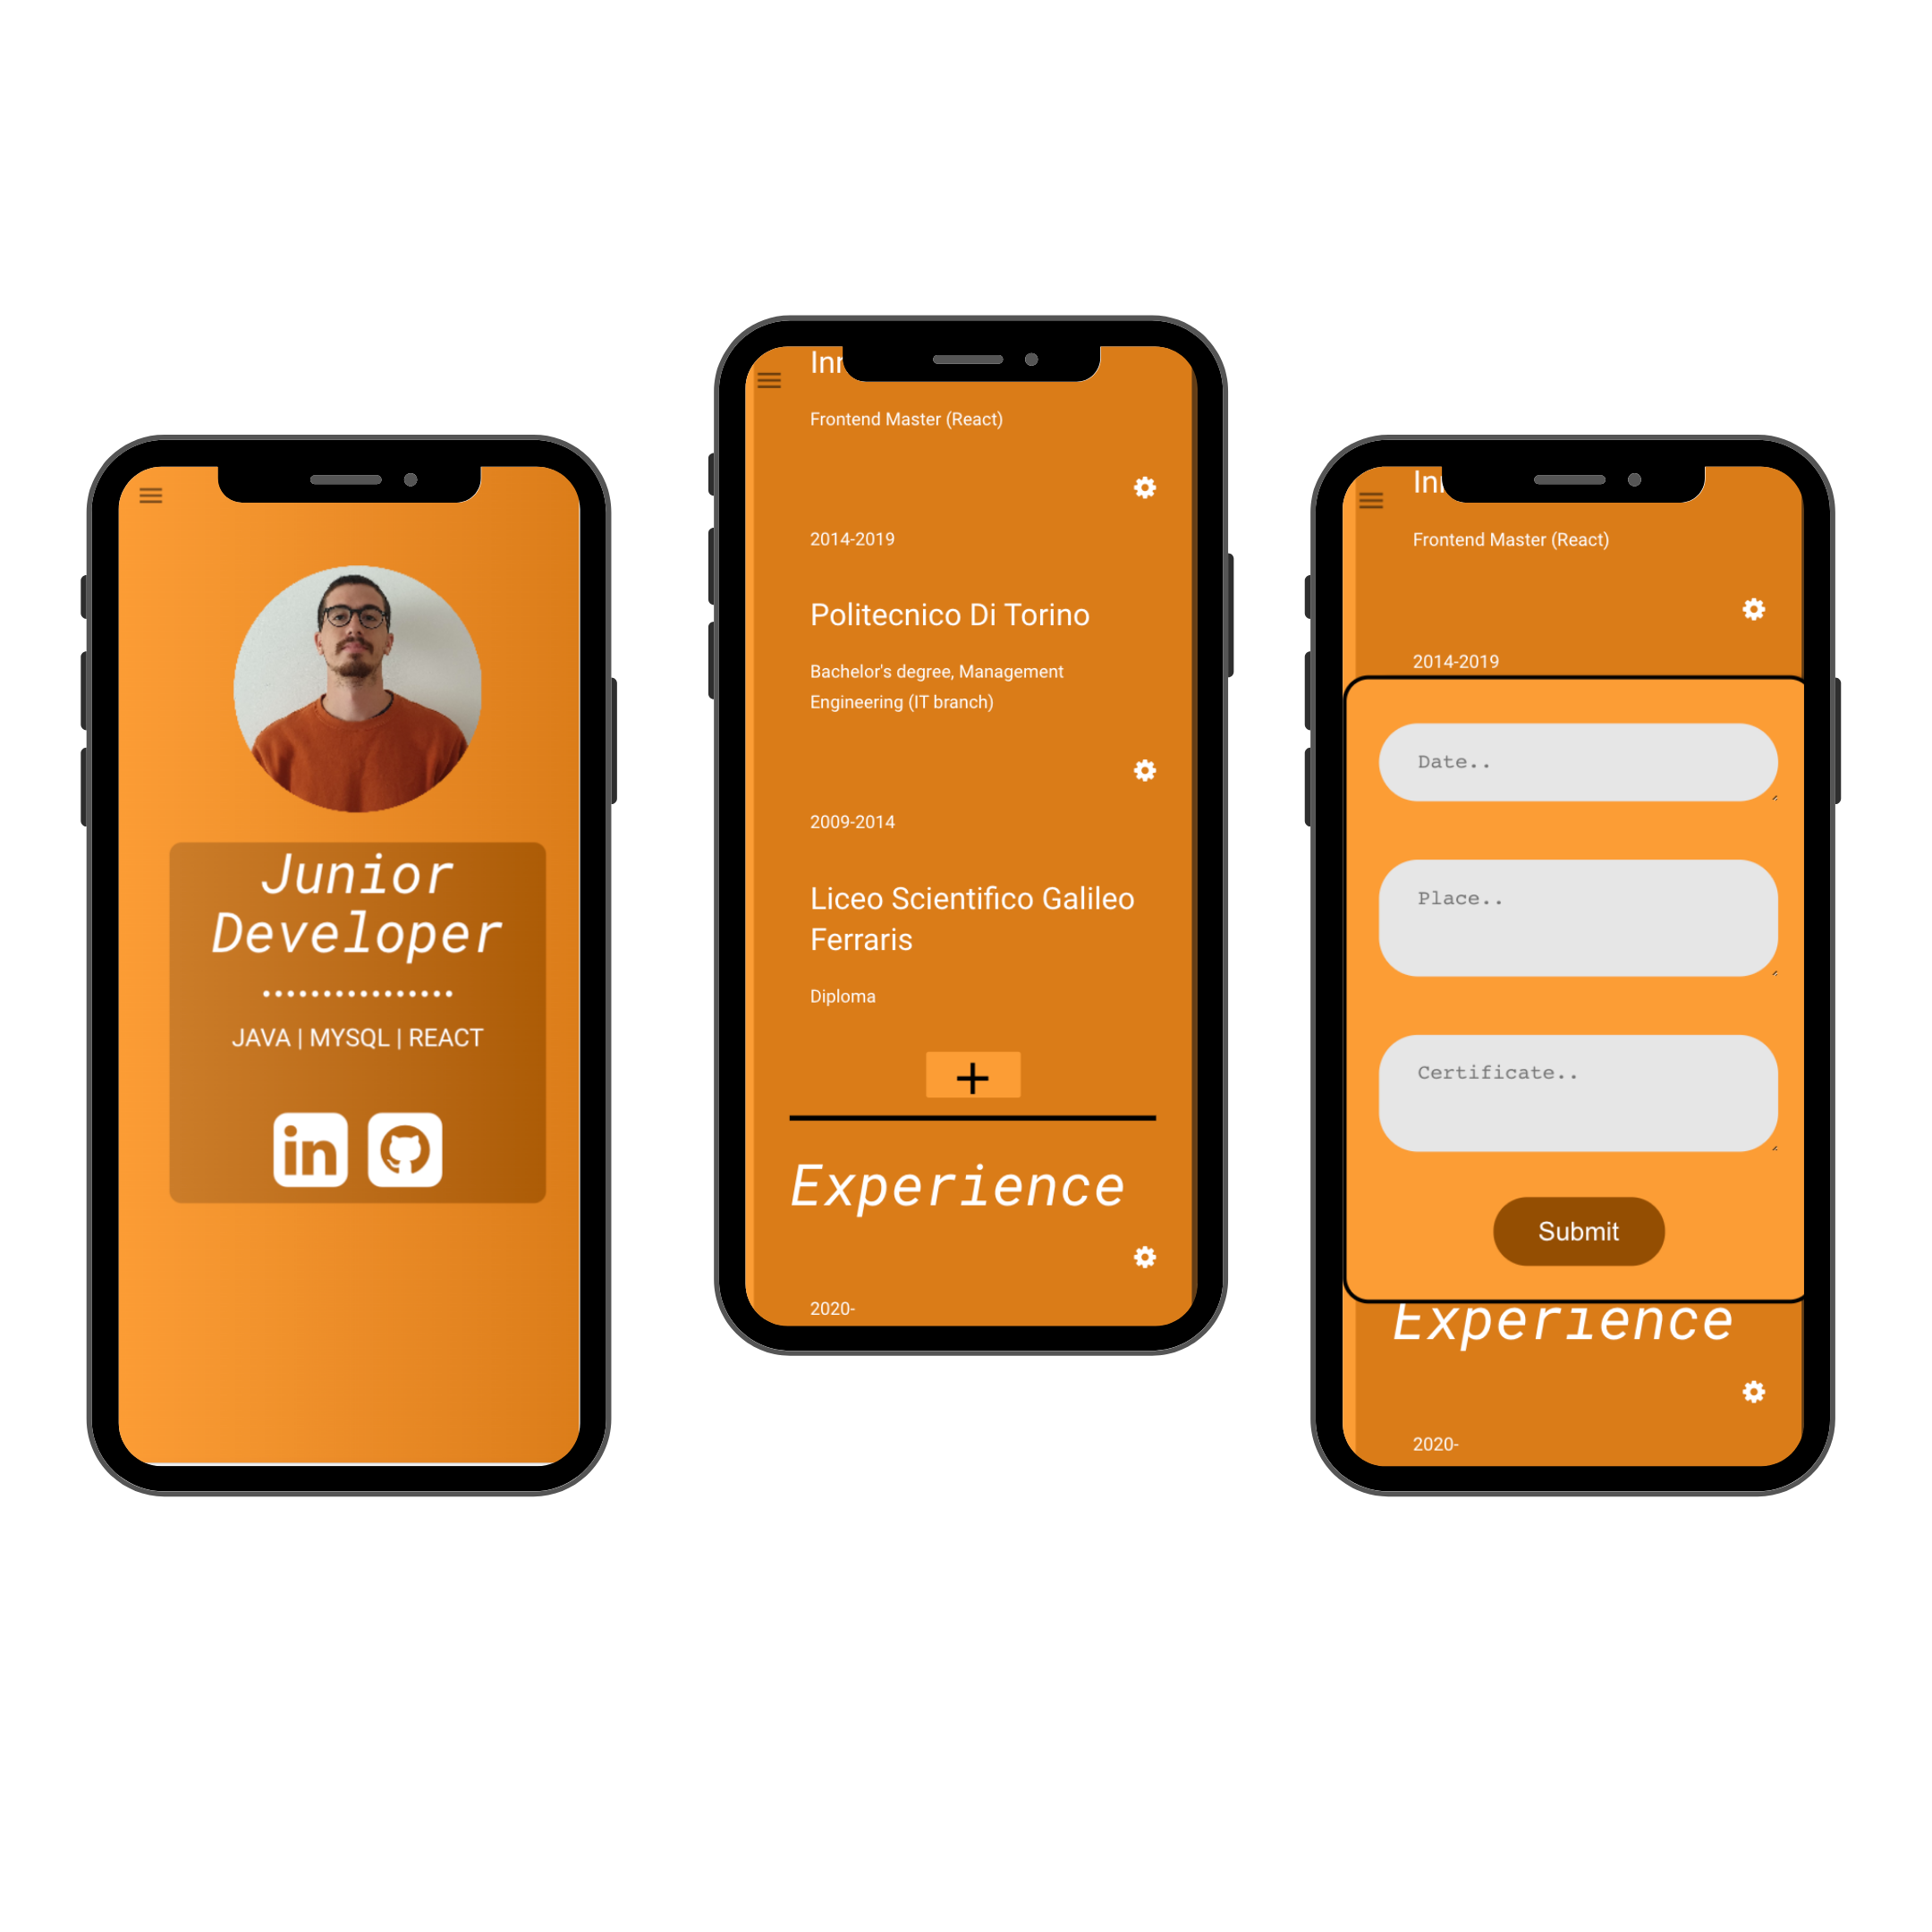 Junior
Developer
JAVA | MYSQL | REACT
in
Frontend Master (React)
2014-2019
Politecnico Di Torino
Bachelor's degree, Management
Engineering (IT branch)
2009-2014
Liceo Scientifico Galileo
Ferraris
Diploma
+
Experience
2020-
Frontend Master (React)
2014-2019
Date..
Place..
Certificate..
Submit
Experience
2020-